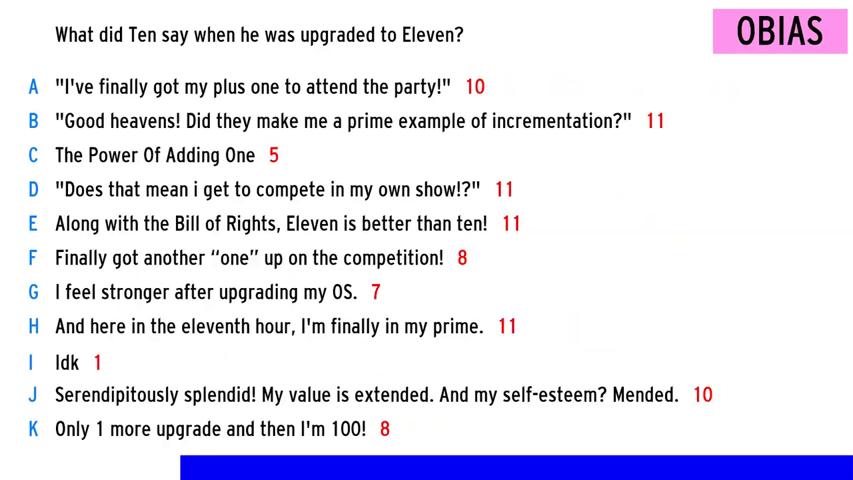 What did Ten say when he was upgraded to Eleven?
OBIAS
A "I've finally got my plus one to attend the party!" 10
B "Good heavens! Did they make me a prime example of incrementation?" 11
C The Power Of Adding One 5
D "Does that mean i get to compete in my own show!?" 11
E Along with the Bill of Rights, Eleven is better than ten! 11
F Finally got another “one” up on the competition! 8
G I feel stronger after upgrading my OS. 7
H And here in the eleventh hour, I'm finally in my prime. 11
I Idk 1
J Serendipitously splendid! My value is extended. And my self-esteem? Mended. 10
K Only 1 more upgrade and then I'm 100! 8